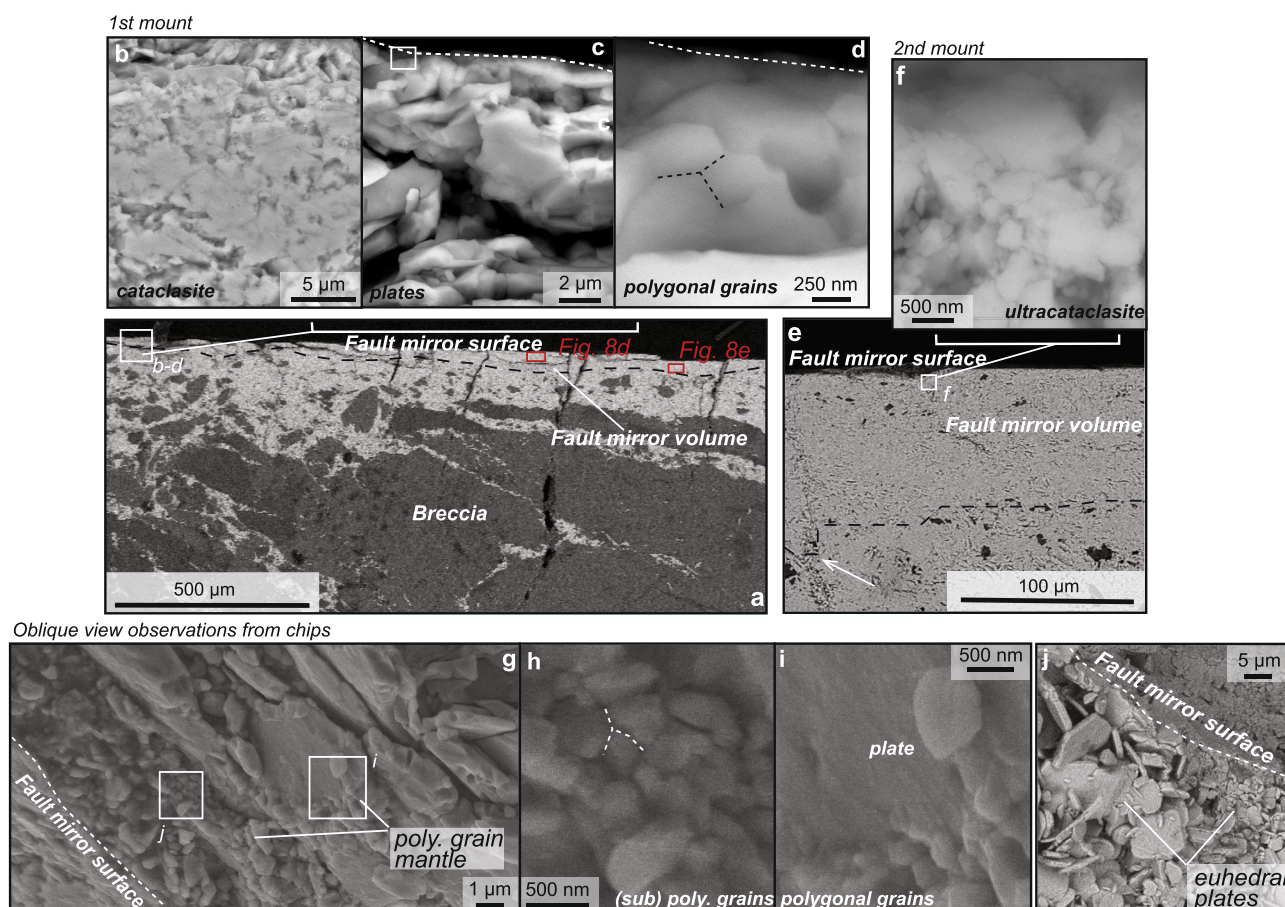 1st mount
2nd mount
b
c
d
f
c
5 µm
2 µm
250 nm
500 nm
cataclasite
plates
polygonal grains
ultracataclasite
b-d
Fault mirror surface
Fig. 8d
Fig. 8e
Fault mirror volume
Breccia
500 µm
a
e
Fault mirror surface
f
Fault mirror volume
100 µm
Oblique view observations from chips
g
i
j
Fault mirror surface
poly. grain
mantle
1 µm
h
500 nm
(sub) poly. grains
i
500 nm
plate
polygonal grains
j
5 µm
Fault mirror surface
euhedral
plates